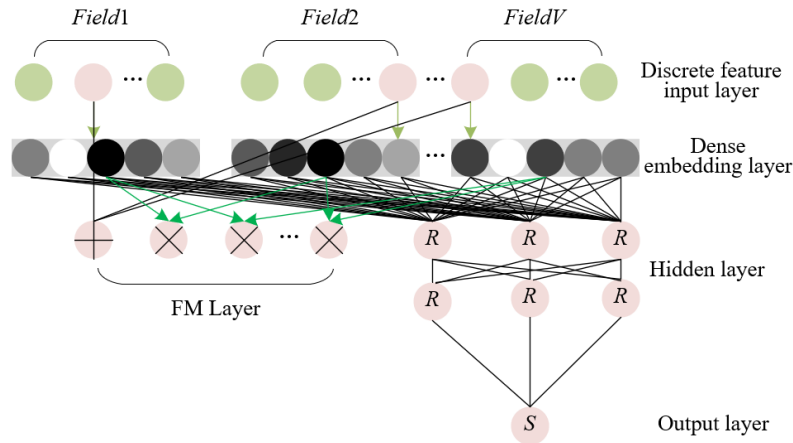 Field1 Field2 FieldV
... ... ... ...
Discrete feature
input layer
Dense
embedding layer
...
... R R R
Hidden layer
R R R
FM Layer
S Output layer